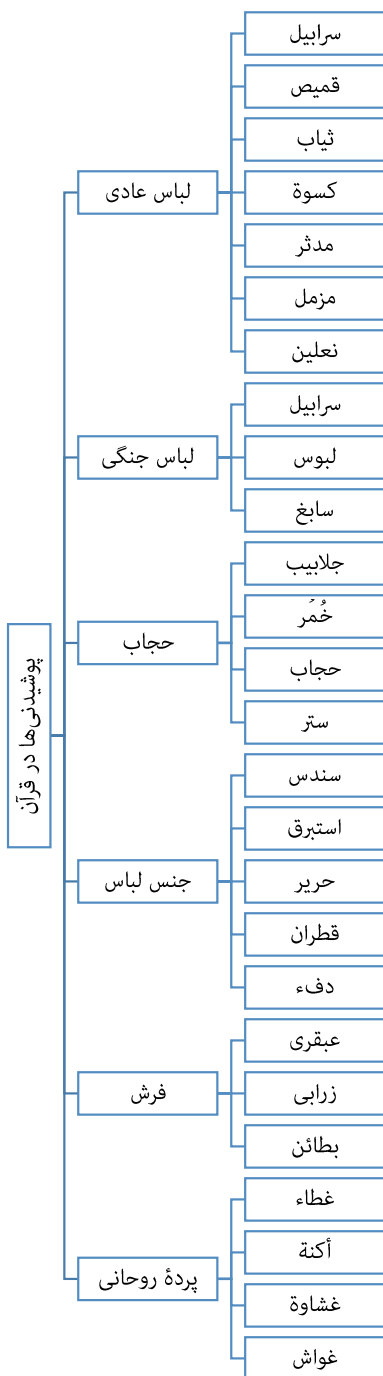 پوشیدنی‌ها در قرآن
لباس عادی
سرابیل
قمیص
ثیاب
کسوة
مدثر
مزمل
نعلین
لباس جنگی
سرابیل
لبوس
سابغ
حجاب
جلابیب
خُمُر
حجاب
ستر
جنس لباس
سندس
استبرق
حریر
قطران
دفء
فرش
عبقری
زرابی
بطائن
پردهٔ روحانی
غطاء
أکنة
غشاوة
غواش